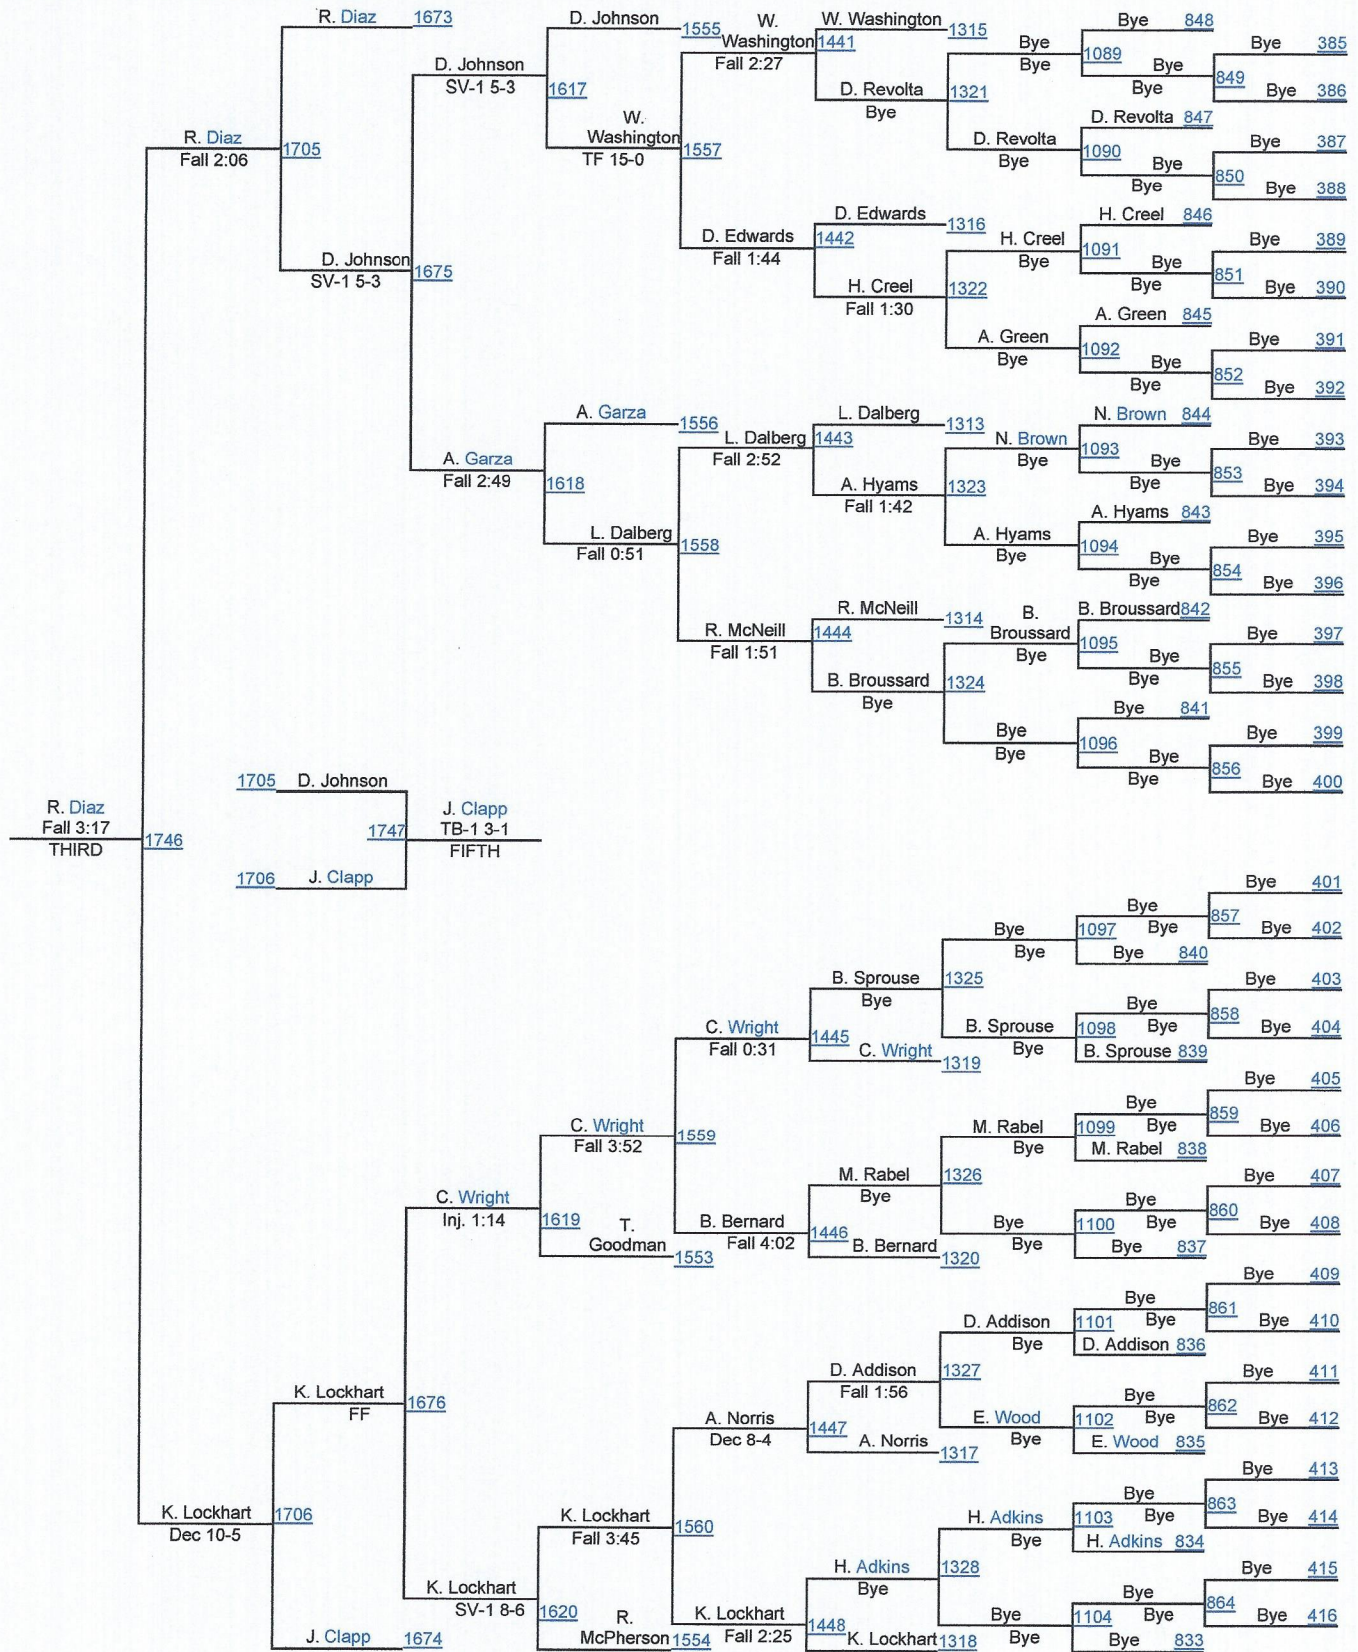 R. Diaz 1673
D. Johnson
SV-1 5-3
D. Johnson 1555
1617
W.
Washington
TF 15-0
W.
Washington
Fall 2:27
1557
W. Washington 1315
1441
D. Revolta
Bye
1321
Bye
Bye
Bye 848
1089
Bye
Bye
849
Bye 385
Bye 386
D. Revolta
Bye
D. Revolta 847
1090
Bye
Bye
850
Bye 387
Bye 388
R. Diaz
Fall 2:06
1705
D. Johnson
SV-1 5-3
1675
D. Edwards
Fall 1:44
D. Edwards 1316
1442
H. Creel
Fall 1:30
1322
H. Creel
Bye
H. Creel 846
1091
Bye
Bye
851
Bye 389
Bye 390
A. Green
Bye
A. Green 845
1092
Bye
Bye
852
Bye 391
Bye 392
A. Garza
Fall 2:49
A. Garza 1556
1618
L. Dalberg
Fall 0:51
1558
L. Dalberg
Fall 2:52
L. Dalberg 1313
1443
A. Hyams
Fall 1:42
1323
N. Brown
Bye
N. Brown 844
1093
Bye
Bye
853
Bye 393
Bye 394
A. Hyams
Bye
A. Hyams 843
1094
Bye
Bye
854
Bye 395
Bye 396
R. McNeill
Fall 1:51
R. McNeill 1314
1444
B. Broussard
Bye
1324
B.
Broussard
Bye
B. Broussard 842
1095
Bye
Bye
855
Bye 397
Bye 398
Bye
Bye
Bye 841
1096
Bye
Bye
856
Bye 399
Bye 400
R. Diaz
Fall 3:17
THIRD
1746
1705 D. Johnson
1747
1706 J. Clapp
J. Clapp
TB-1 3-1
FIFTH
C. Wright
Inj. 1:14
C. Wright
Fall 3:52
1619
T.
Goodman 1553
C. Wright
Fall 0:31
1559
B. Sprouse
Bye
1445
C. Wright 1319
1325
Bye
Bye
Bye
1097 Bye
Bye 840
857
Bye 401
Bye 402
B. Sprouse
Bye
Bye
1098 Bye
B. Sprouse 839
858
Bye 403
Bye 404
B. Bernard
Fall 4:02
M. Rabel
Bye
1446
B. Bernard 1320
1326
M. Rabel
Bye
Bye
1099 Bye
M. Rabel 838
859
Bye 405
Bye 406
Bye
Bye
Bye
1100 Bye
Bye 837
860
Bye 407
Bye 408
K. Lockhart
Dec 10-5
1706
K. Lockhart
FF
1676
J. Clapp 1674
K. Lockhart
SV-1 8-6
K. Lockhart
Fall 3:45
1620
R.
McPherson 1554
1560
A. Norris
Dec 8-4
D. Addison
Fall 1:56
1447
A. Norris 1317
1327
D. Addison
Bye
Bye
1101 Bye
D. Addison 836
861
Bye 409
Bye 410
E. Wood
Bye
Bye
1102 Bye
E. Wood 835
862
Bye 411
Bye 412
K. Lockhart
Fall 2:25
H. Adkins
Bye
1448
K. Lockhart 1318
1328
H. Adkins
Bye
Bye
1103 Bye
H. Adkins 834
863
Bye 413
Bye 414
Bye
Bye
Bye
1104 Bye
Bye 833
864
Bye 415
Bye 416